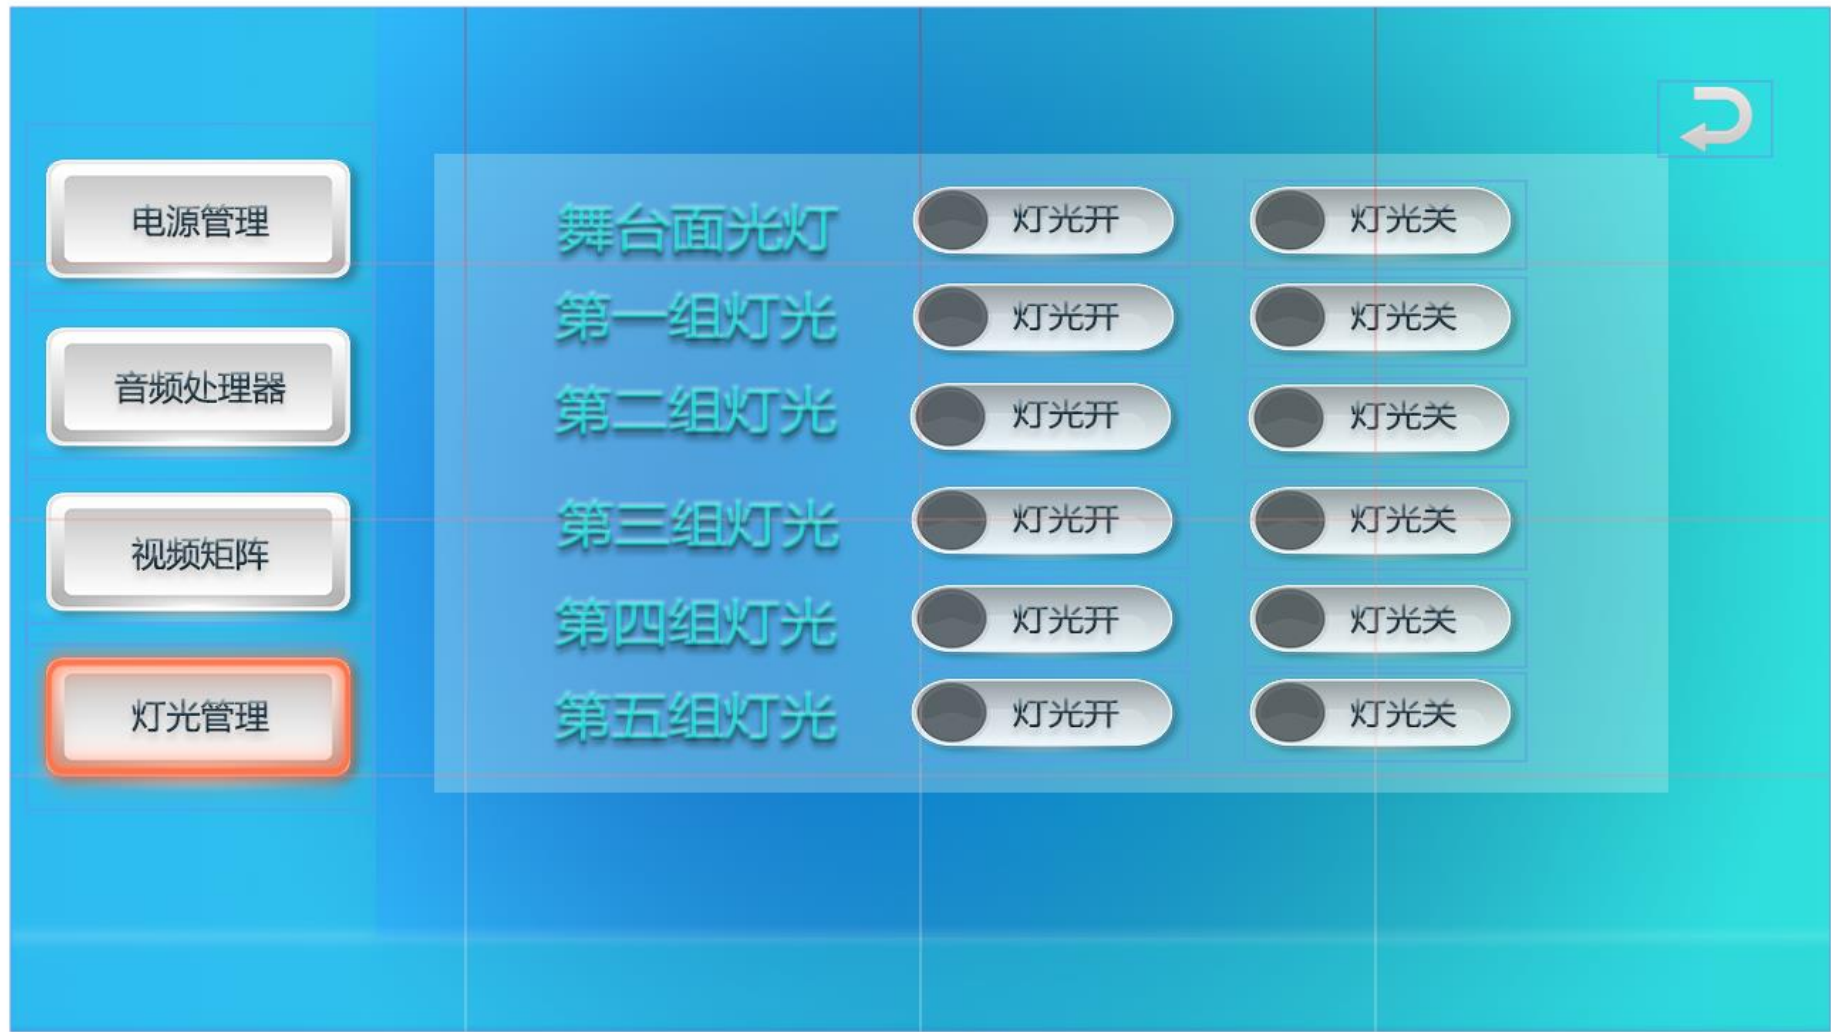 电源管理
音频处理器
视频矩阵
灯光管理
舞台面光灯 灯光开 灯光关
第一组灯光 灯光开 灯光关
第二组灯光 灯光开 灯光关
第三组灯光 灯光开 灯光关
第四组灯光 灯光开 灯光关
第五组灯光 灯光开 灯光关